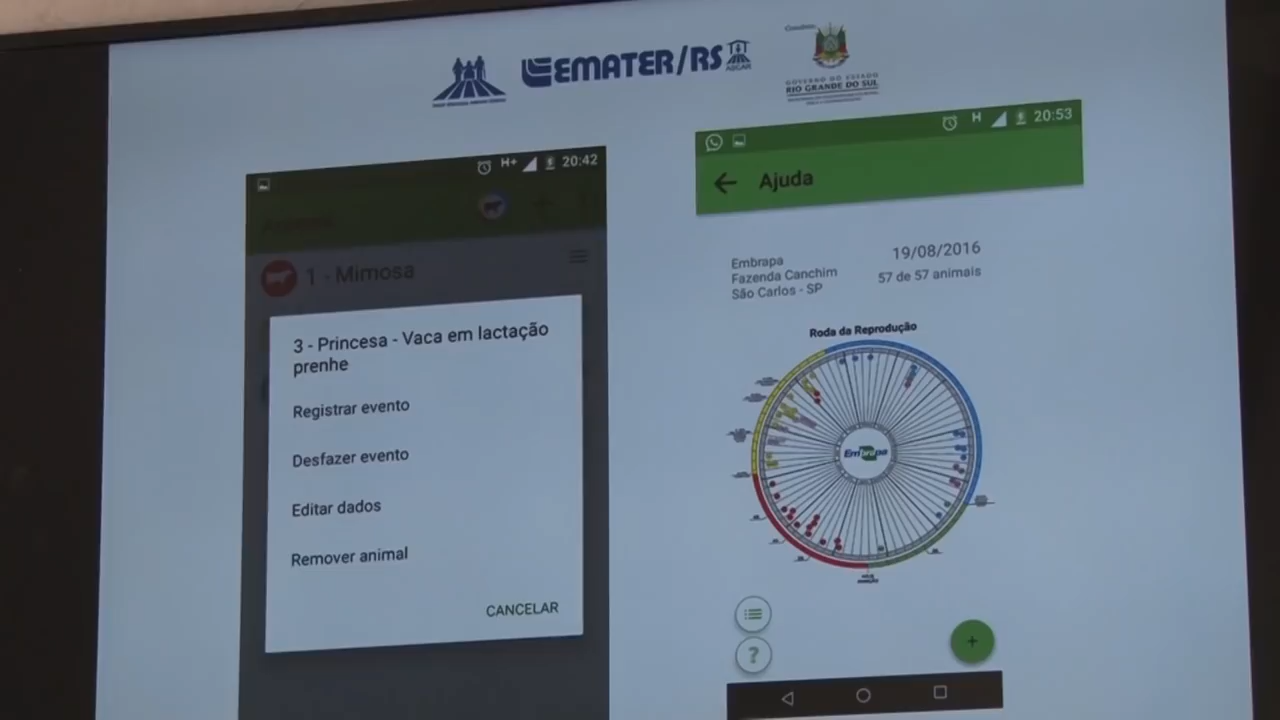 EMATER/RS
ASCAR
GOVERNO DO ESTADO
RIO GRANDE DO SUL
H+ 20:42
1 - Mimosa
3 - Princesa - Vaca em lactação
prenhe
Registrar evento
Desfazer evento
Editar dados
Remover animal
CANCELAR
H 20:53
Ajuda
Embrapa
Fazenda Canchim
São Carlos - SP
19/08/2016
57 de 57 animais
Roda da Reprodução
Embrapa
+
?